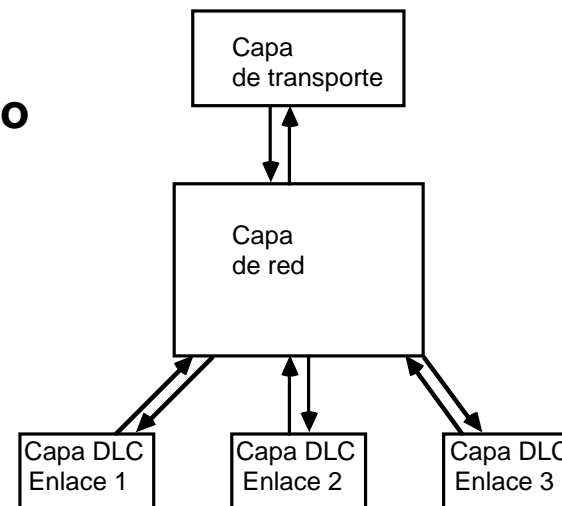 Capa
de transporte
o
Capa
de red
Capa DLC
Enlace 1
Capa DLC
Enlace 2
Capa DLC
Enlace 3